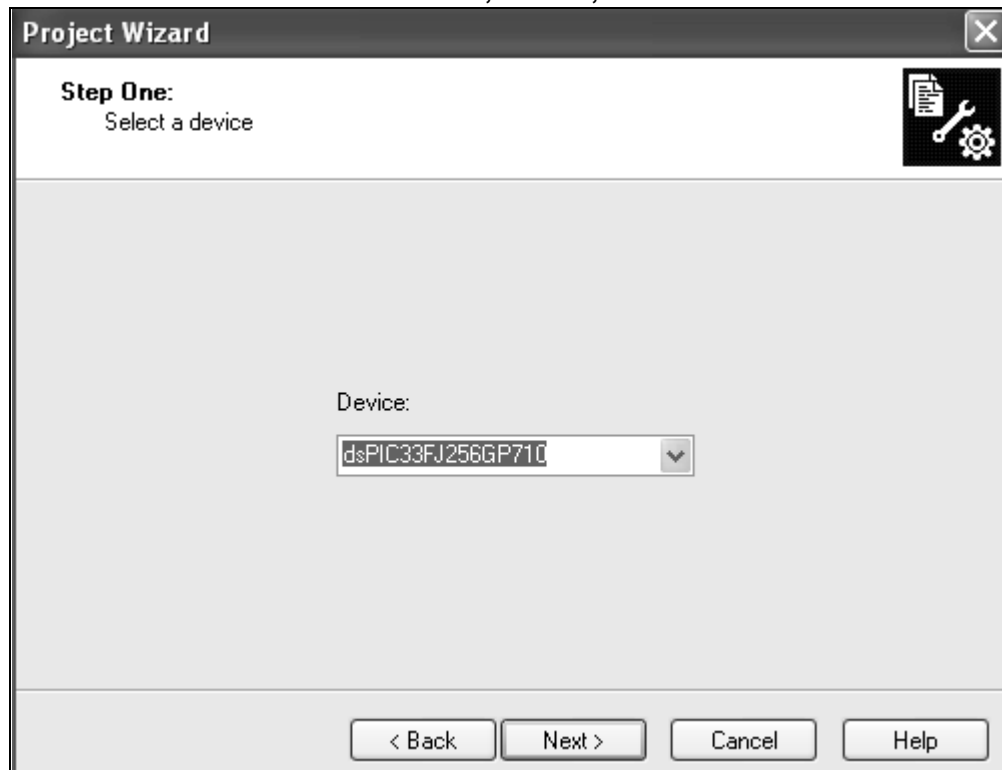 Project Wizard
Step One:
Select a device
Device:
dsPIC33FJ256GP710
< Back Next > Cancel Help